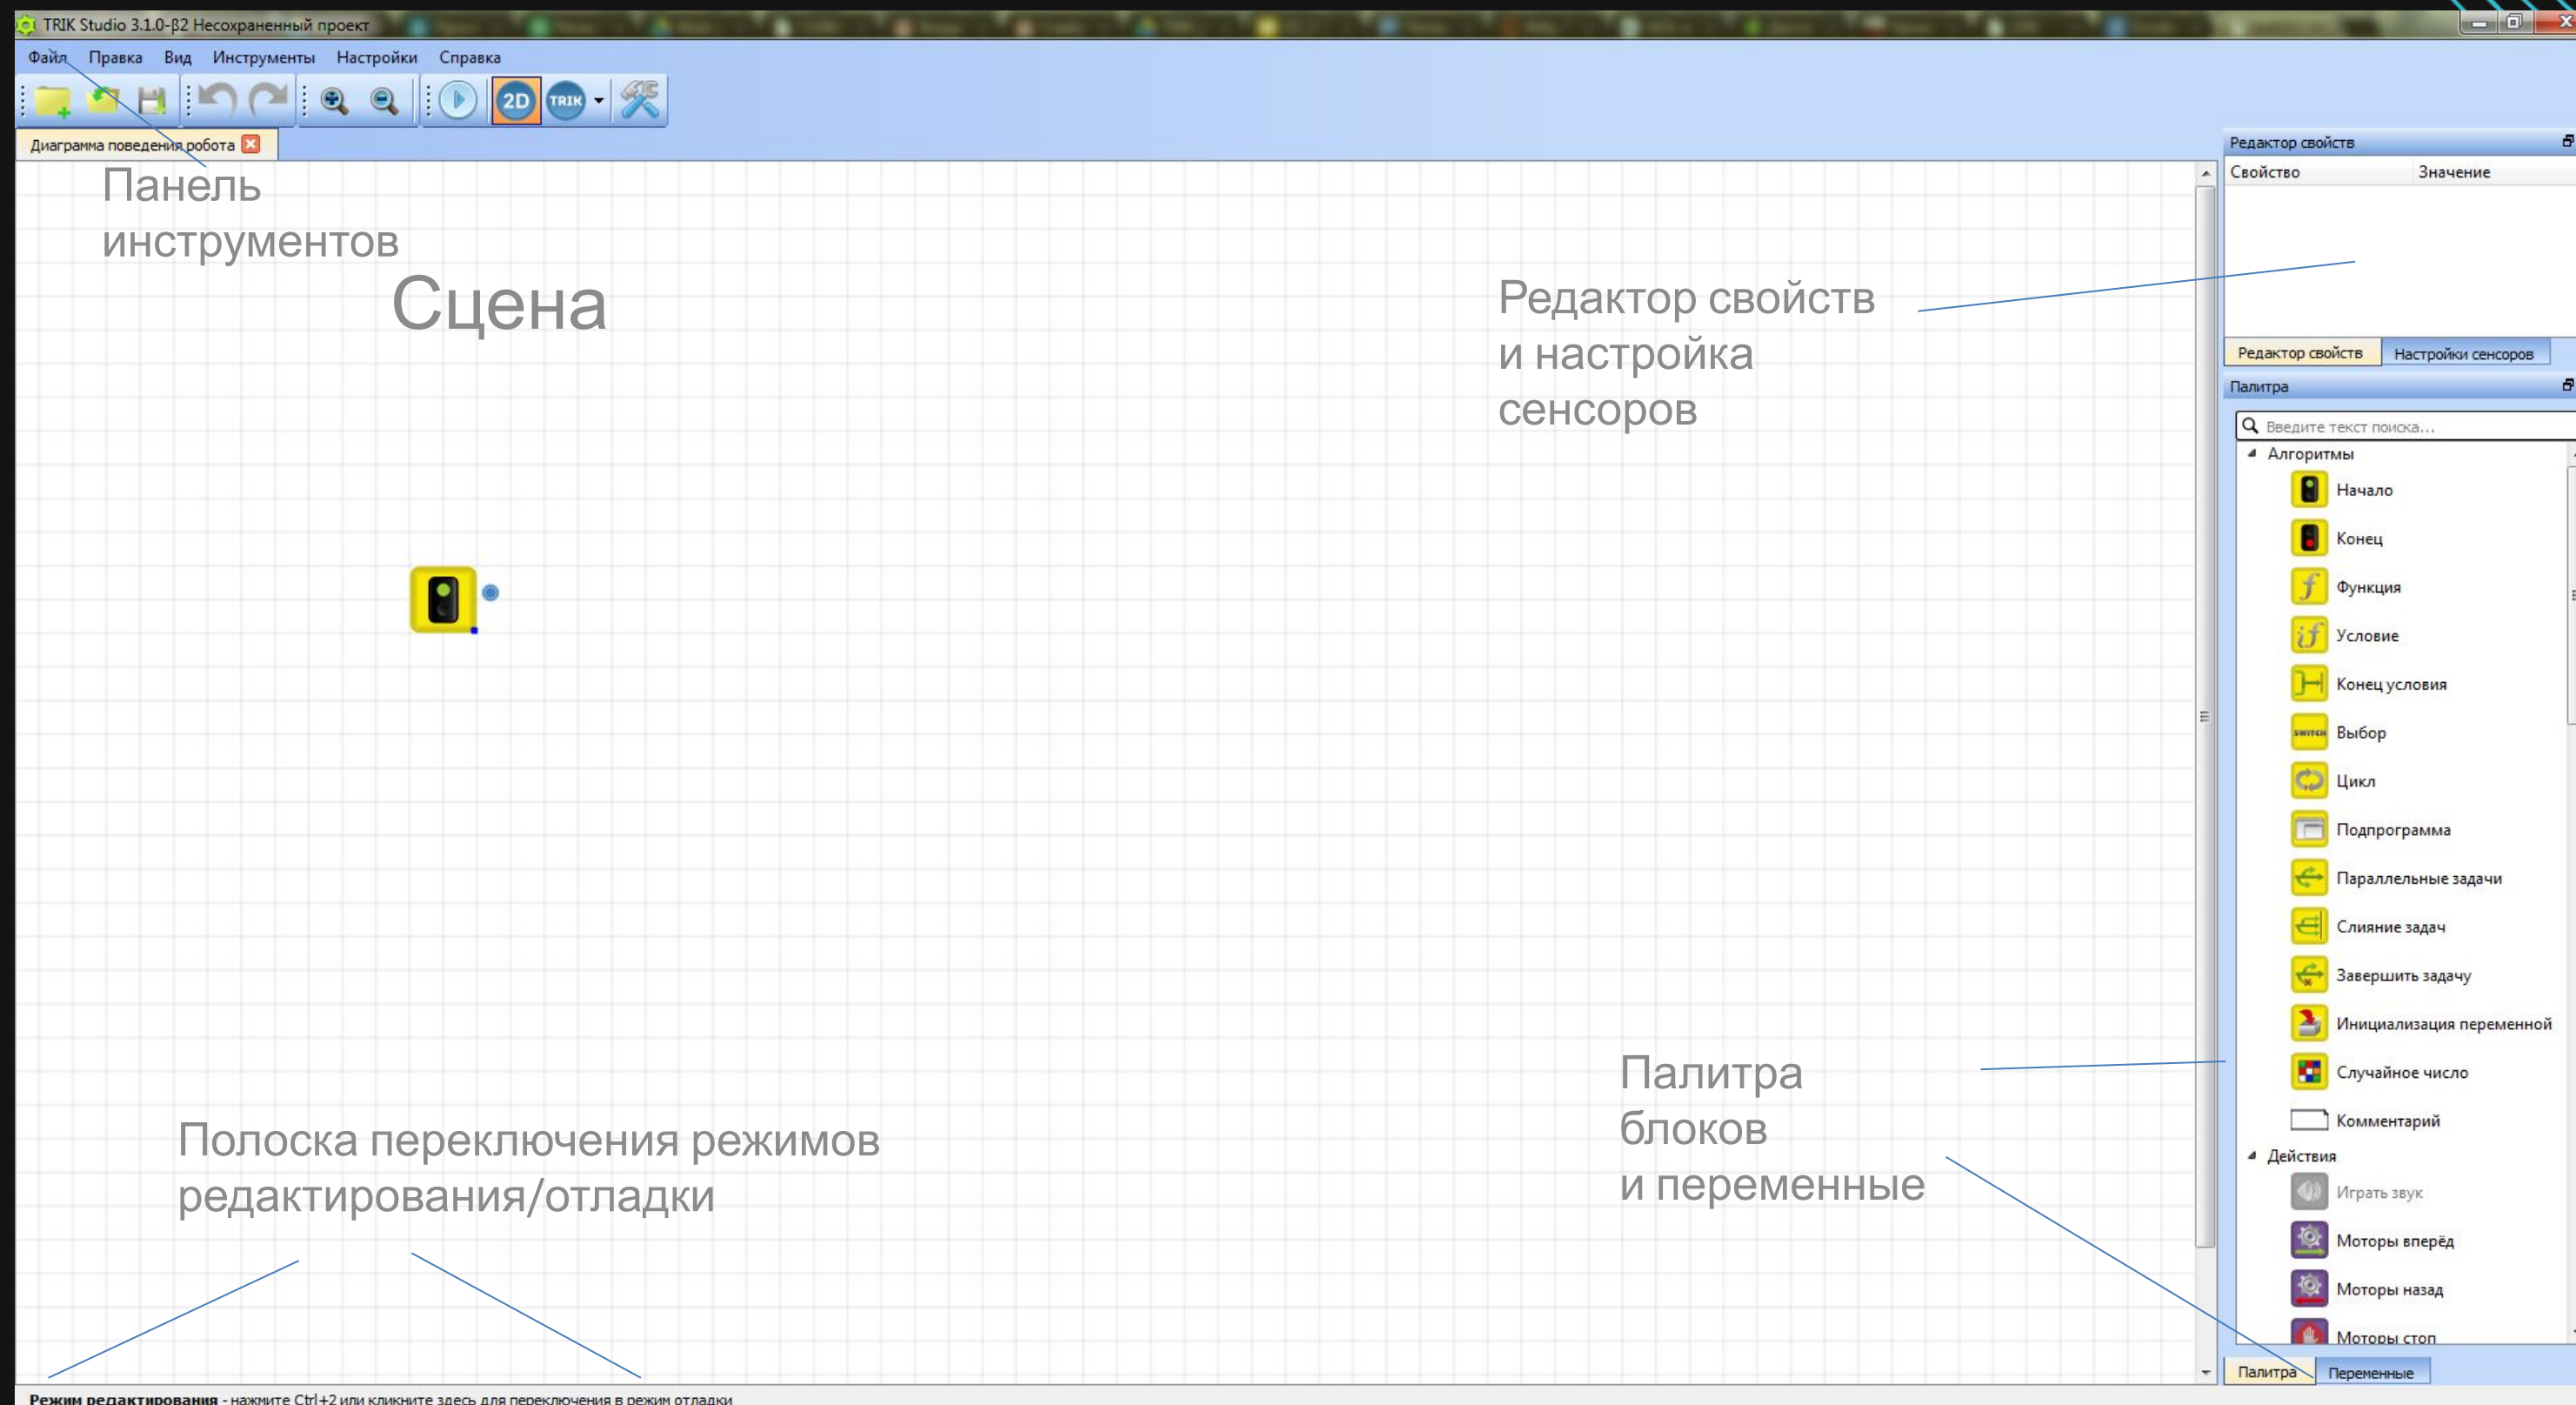 TRIK Studio 3.1.0-β2 Несохраненный проект
Файл Правка Вид Инструменты Настройки Справка
2D TRIK
Диаграмма поведения робота
Панель
инструментов
Сцена
Редактор свойств
и настройка
сенсоров
Полоска переключения режимов
редактирования/отладки
Палитра
блоков
и переменные
Редактор свойств
Свойство Значение
Редактор свойств Настройки сенсоров
Палитра
Введите текст поиска...
Алгоритмы
Начало
Конец
f Функция
if Условие
Конец условия
SWITCH Выбор
Цикл
Подпрограмма
Параллельные задачи
Слияние задач
Завершить задачу
Инициализация переменной
Случайное число
Комментарий
Действия
Играть звук
Моторы вперёд
Моторы назад
Моторы стоп
Палитра Переменные
Режим редактирования - нажмите Ctrl+2 или кликните здесь для переключения в режим отладки